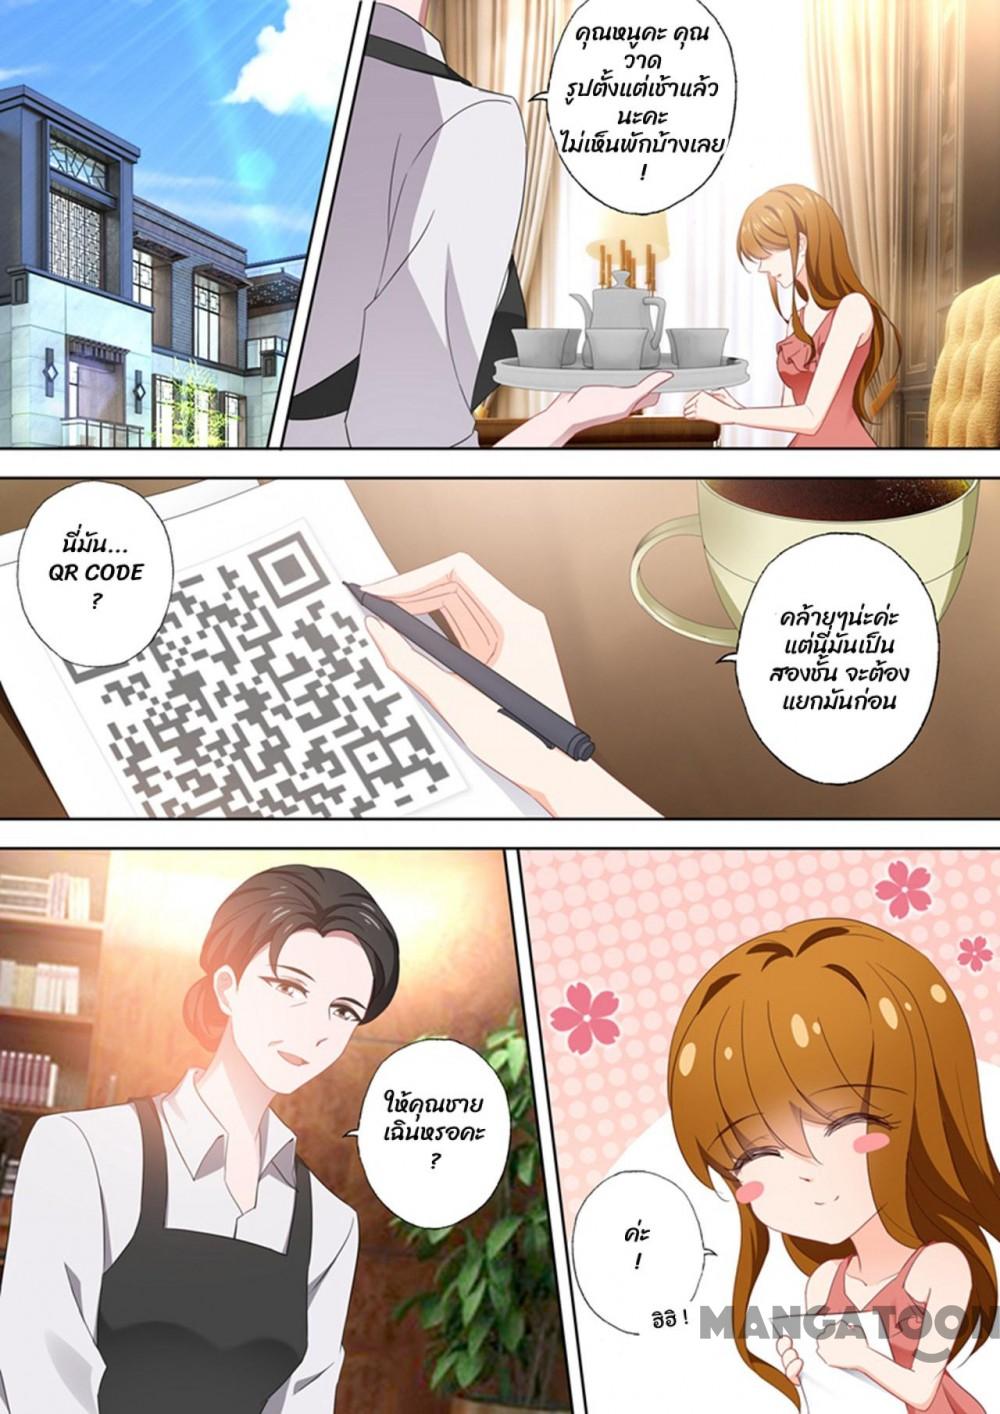 คุณหนูคะ คุณ
วาด
รูปตั้งแต่เช้าแล้ว
นะคะ
ไม่เห็นพักบ้างเลย
!
นี่มัน...
QR CODE
?
คล้ายๆน่ะค่ะ
แต่นี่มันเป็น
สองชั้น จะต้อง
แยกมันก่อน
ให้คุณชาย
เฉินหรอคะ
?
ค่ะ
!
ฮิฮิ !
MANGATOON